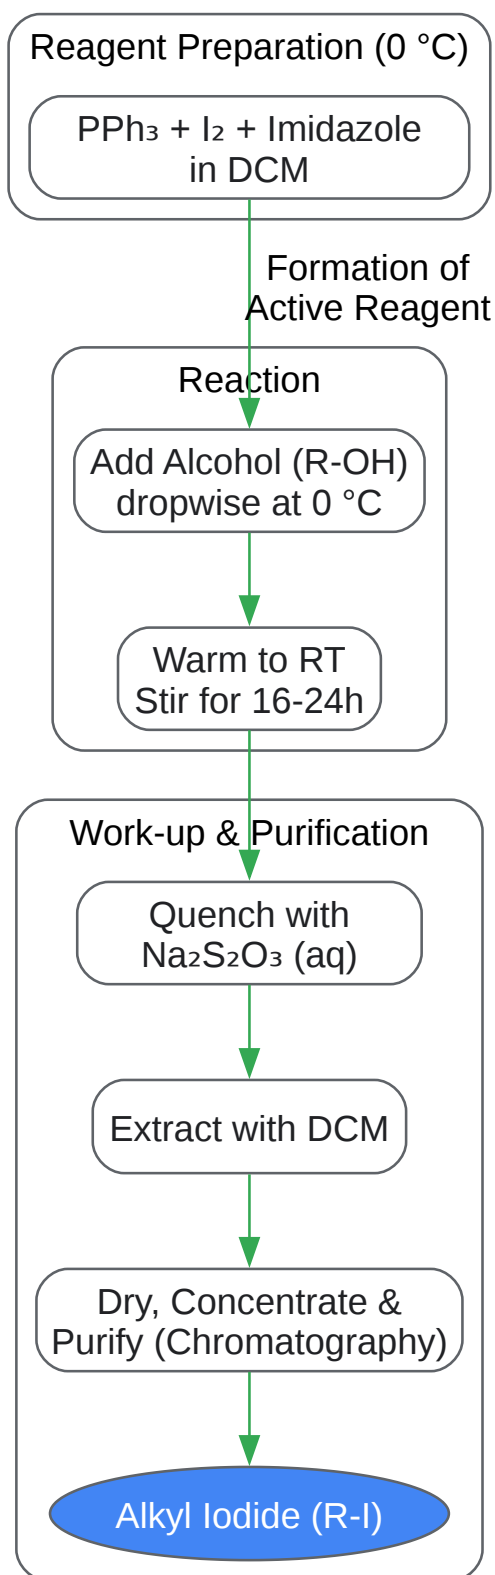 Reagent Preparation (0 °C)
PPh₃ + I₂ + Imidazole
in DCM
Formation of
Active Reagent
Reaction
Add Alcohol (R-OH)
dropwise at 0 °C
Warm to RT
Stir for 16-24h
Work-up & Purification
Quench with
Na₂S₂O₃ (aq)
Extract with DCM
Dry, Concentrate &
Purify (Chromatography)
Alkyl Iodide (R-I)